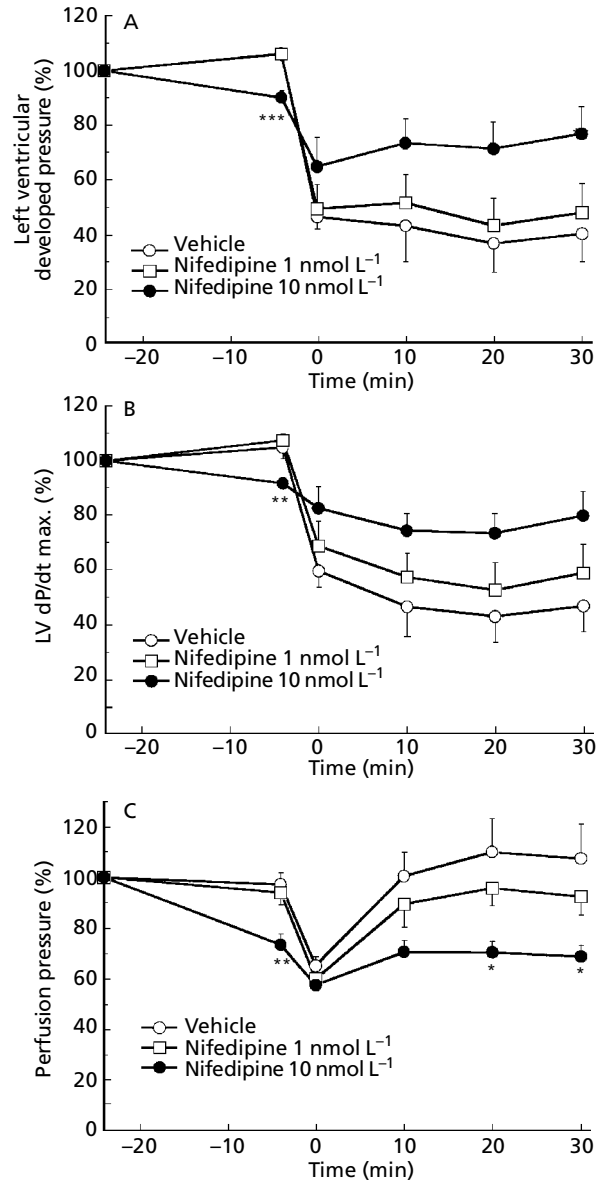 A
Left ventricular
developed pressure (%)
120
100
80
60
40
20
0
***
Vehicle
Nifedipine 1 nmol L⁻¹
Nifedipine 10 nmol L⁻¹
−20 −10 0 10 20 30
Time (min)
B
LV dP/dt max. (%)
120
100
80
60
40
20
0
**
Vehicle
Nifedipine 1 nmol L⁻¹
Nifedipine 10 nmol L⁻¹
−20 −10 0 10 20 30
Time (min)
C
Perfusion pressure (%)
120
100
80
60
40
20
0
** * *
Vehicle
Nifedipine 1 nmol L⁻¹
Nifedipine 10 nmol L⁻¹
−20 −10 0 10 20 30
Time (min)